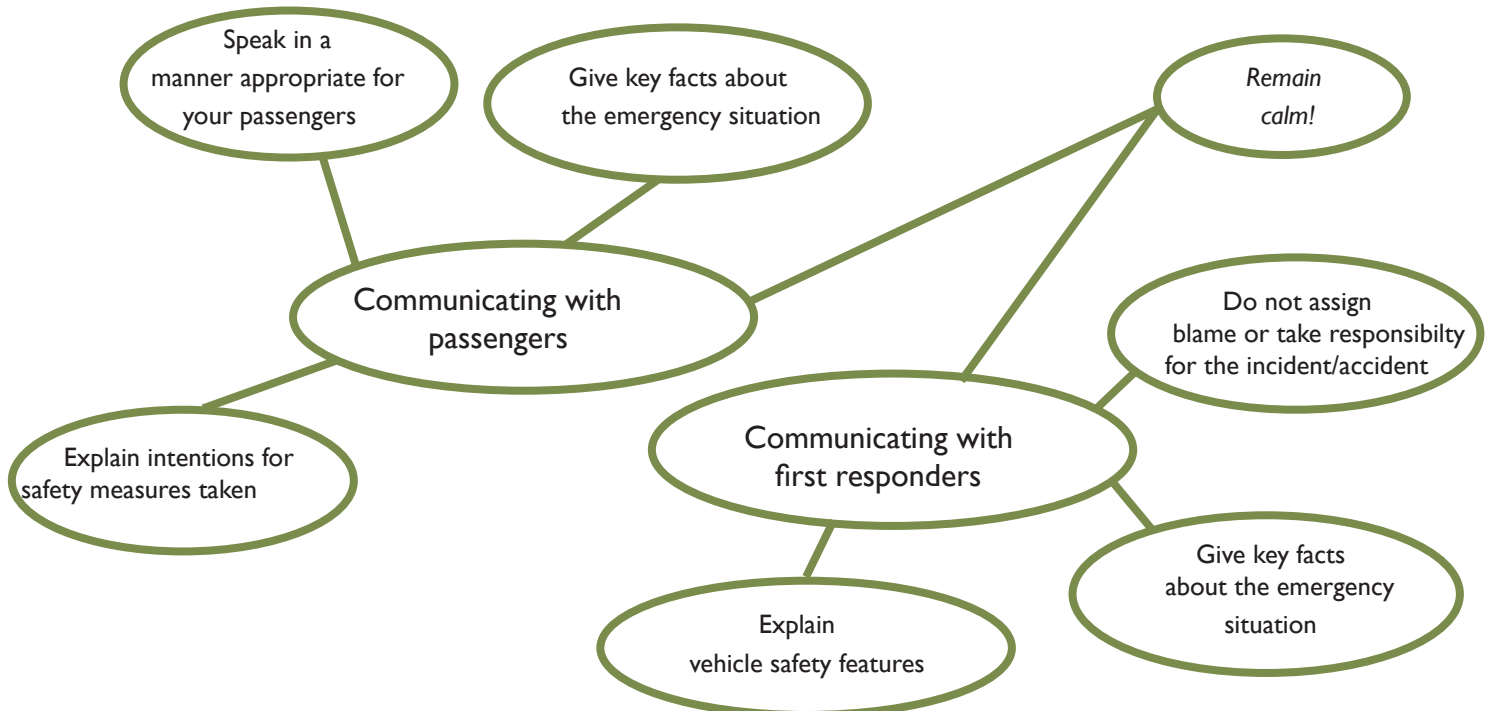 Speak in a
manner appropriate for
your passengers
Give key facts about
the emergency situation
Remain
calm!
Communicating with
passengers
Do not assign
blame or take responsibilty
for the incident/accident
Explain intentions for
safety measures taken
Communicating with
first responders
Give key facts
about the emergency
situation
Explain
vehicle safety features